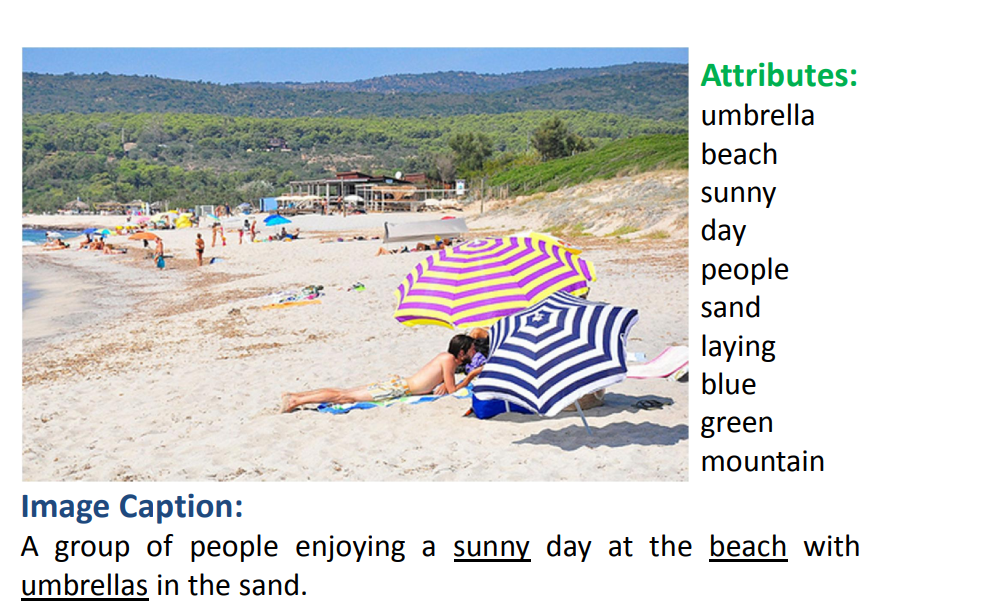 Attributes:
umbrella
beach
sunny
day
people
sand
laying
blue
green
mountain
Image Caption:
A group of people enjoying a sunny day at the beach with
umbrellas in the sand.